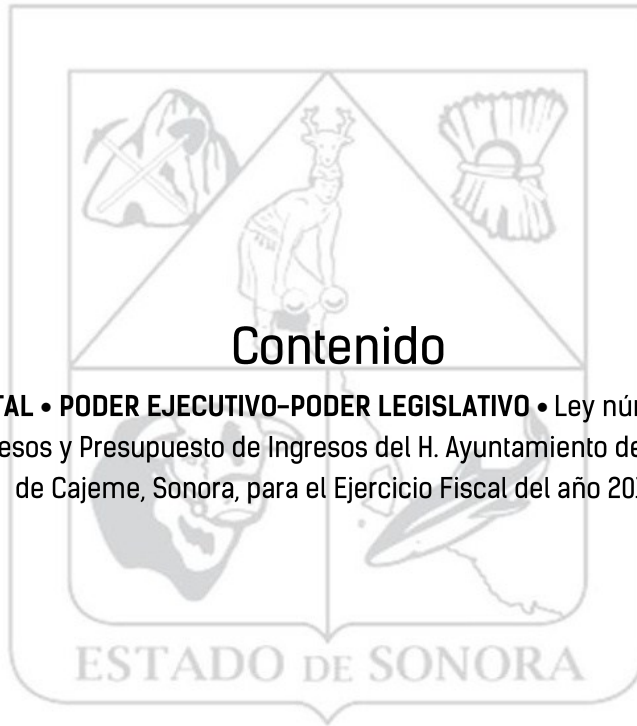 Contenido
TAL • PODER EJECUTIVO-PODER LEGISLATIVO • Ley nú
esos y Presupuesto de Ingresos del H. Ayuntamiento de
de Cajeme, Sonora, para el Ejercicio Fiscal del año 20
ESTADO DE SONORA